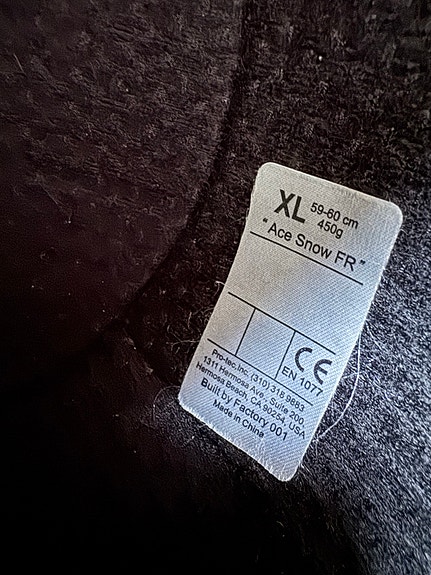 XL 59-60 cm
450g
"Ace Snow FR"
CE
EN 1077
Pro-tec.Inc. (310) 318 9883
1311 Hermosa Ave., Suite 200,
Hermosa Besch, CA 90254, USA
Built by Factory 001
Made in China